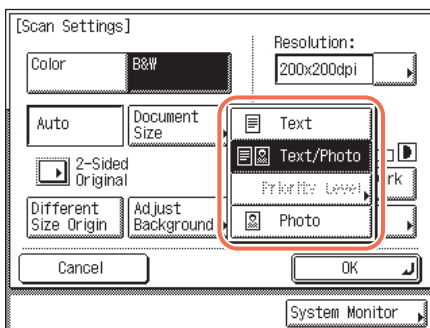 [Scan Settings]
Resolution:
Color
B&W
200x200dpi
Auto
Document
Size
Text
Text/Photo
Priority Level
Photo
2-Sided
Original
rk
Different
Size Origin
Adjust
Background
Cancel
OK
System Monitor